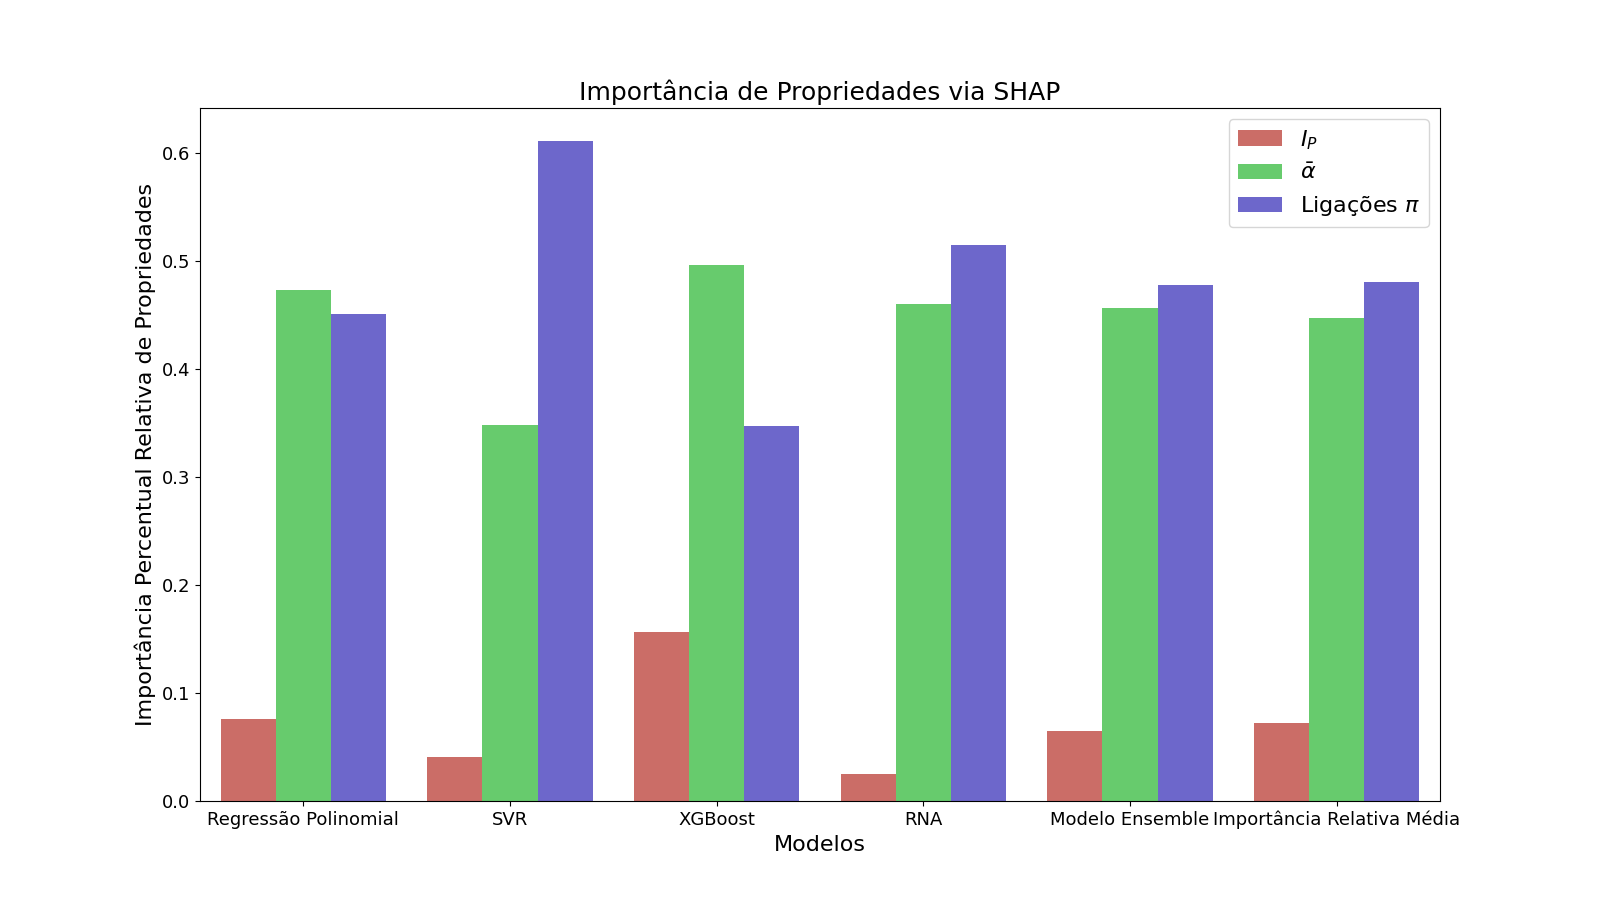 Importância de Propriedades via SHAP
Importância Percentual Relativa de Propriedades
0.6
0.5
0.4
0.3
0.2
0.1
0.0
I_P
ᾱ
Ligações π
Regressão Polinomial
SVR
XGBoost
RNA
Modelo Ensemble
Importância Relativa Média
Modelos